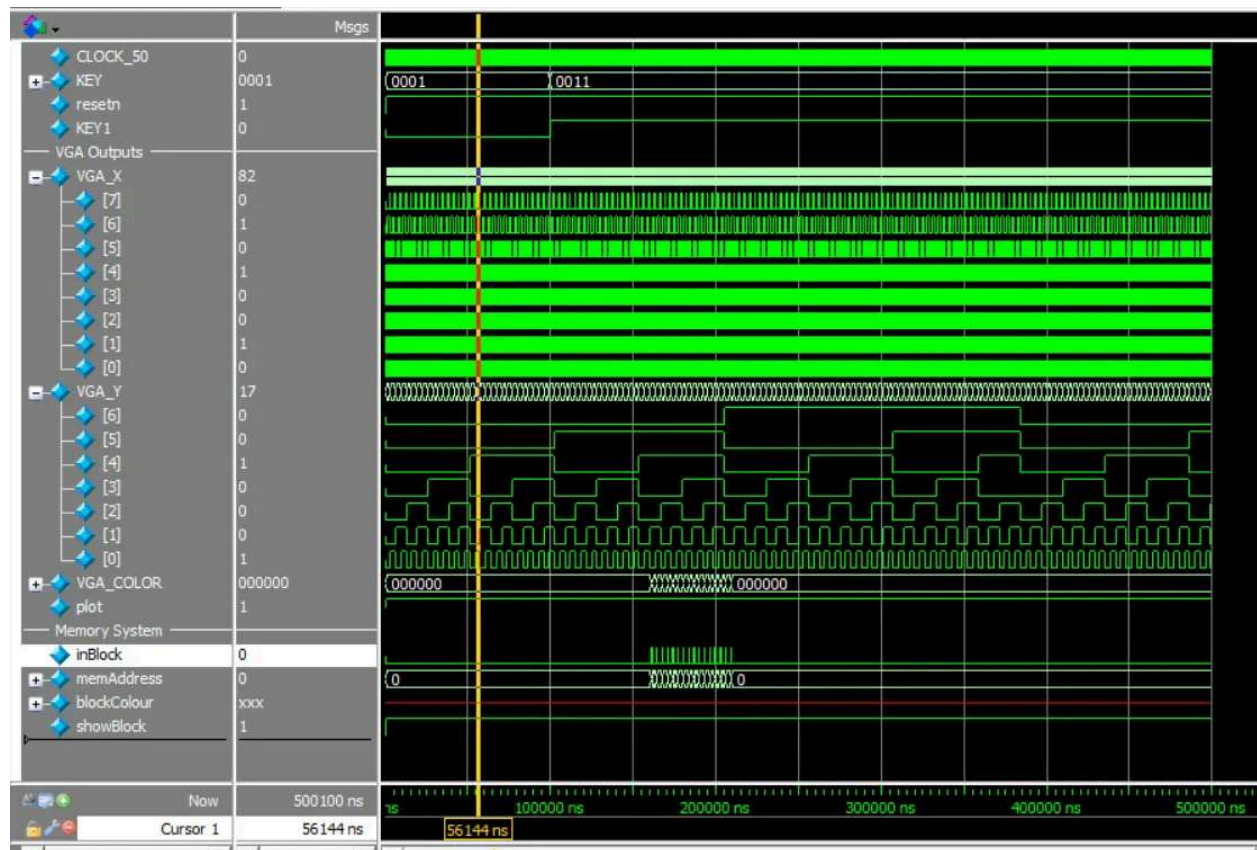 Msgs
CLOCK_50 0
KEY 0001 0001 0011
resetn 1
KEY1 0
VGA Outputs
VGA_X 82
[7] 0
[6] 1
[5] 0
[4] 1
[3] 0
[2] 0
[1] 1
[0] 0
VGA_Y 17
[6] 0
[5] 0
[4] 1
[3] 0
[2] 0
[1] 0
[0] 1
VGA_COLOR 000000 000000 000000
plot 1
Memory System
inBlock 0
memAddress 0 0 0
blockColour xxx
showBlock 1
Now 500100 ns ns 100000 ns 200000 ns 300000 ns 400000 ns 500000 ns
Cursor 1 56144 ns 56144 ns